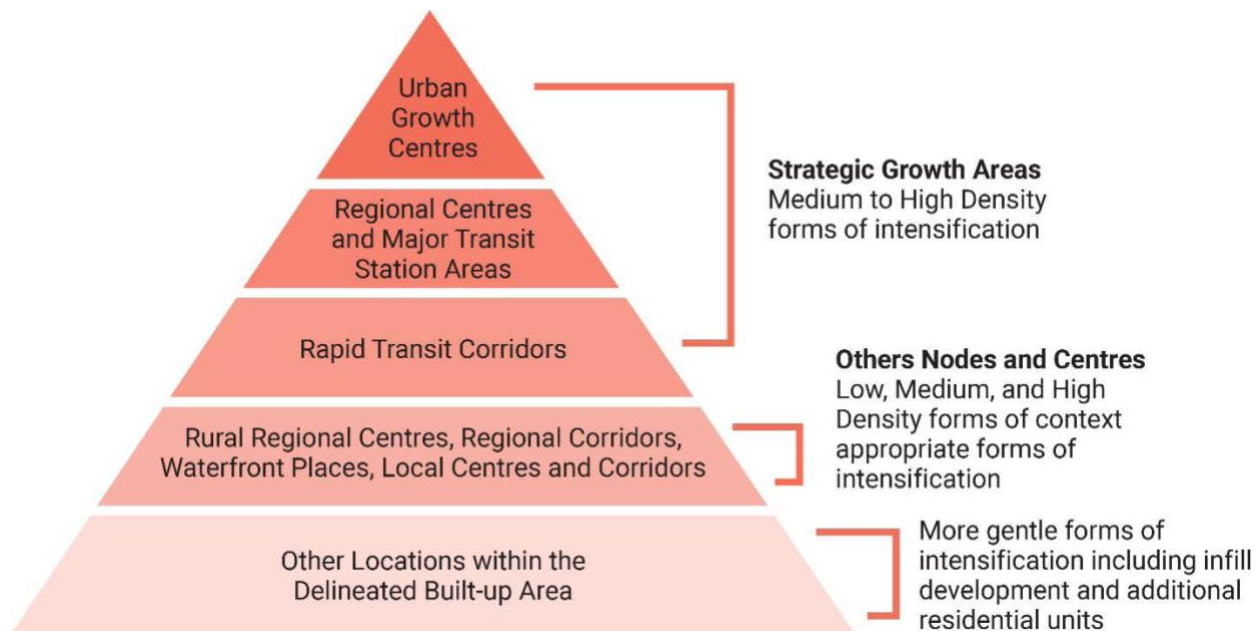 Urban
Growth
Centres
Strategic Growth Areas
Medium to High Density
forms of intensification
Regional Centres
and Major Transit
Station Areas
Rapid Transit Corridors
Others Nodes and Centres
Low, Medium, and High
Density forms of context
appropriate forms of
intensification
Rural Regional Centres, Regional Corridors,
Waterfront Places, Local Centres and Corridors
Other Locations within the
Delineated Built-up Area
More gentle forms of
intensification including infill
development and additional
residential units